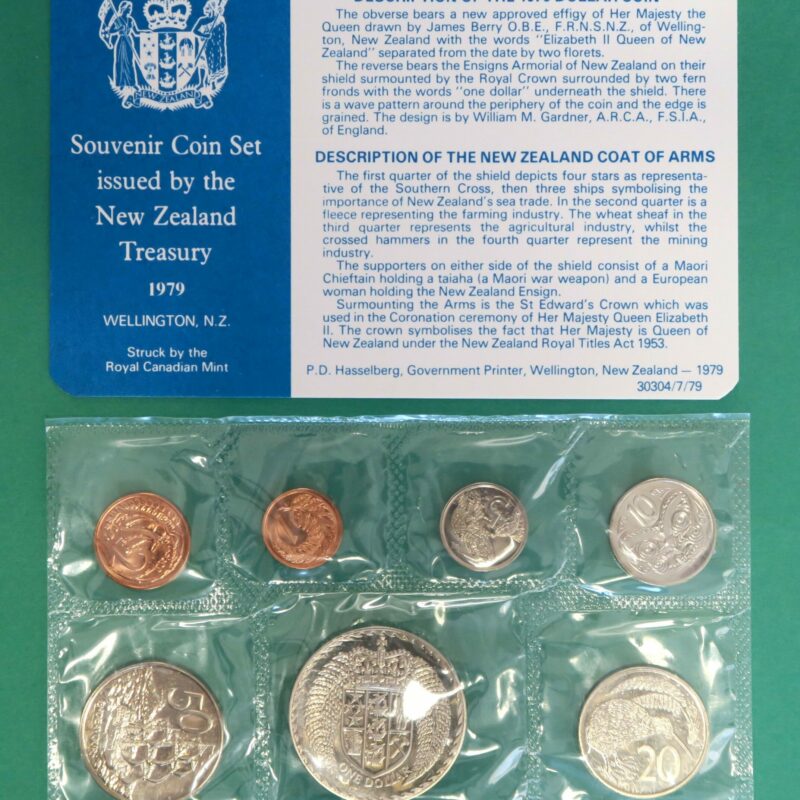 NEW ZEALAND
Souvenir Coin Set
issued by the
New Zealand
Treasury
1979
WELLINGTON, N.Z.
Struck by the
Royal Canadian Mint
DESCRIPTION OF THE 1979 DOLLAR COIN
The obverse bears a new approved effigy of Her Majesty the
Queen drawn by James Berry O.B.E., F.R.N.S.N.Z., of Welling-
ton, New Zealand with the words "Elizabeth II Queen of New
Zealand" separated from the date by two florets.
The reverse bears the Ensigns Armorial of New Zealand on their
shield surmounted by the Royal Crown surrounded by two fern
fronds with the words "one dollar" underneath the shield. There
is a wave pattern around the periphery of the coin and the edge is
grained. The design is by William M. Gardner, A.R.C.A., F.S.I.A.,
of England.
DESCRIPTION OF THE NEW ZEALAND COAT OF ARMS
The first quarter of the shield depicts four stars as representa-
tive of the Southern Cross, then three ships symbolising the
importance of New Zealand's sea trade. In the second quarter is a
fleece representing the farming industry. The wheat sheaf in the
third quarter represents the agricultural industry, whilst the
crossed hammers in the fourth quarter represent the mining
industry.
The supporters on either side of the shield consist of a Maori
Chieftain holding a taiaha (a Maori war weapon) and a European
woman holding the New Zealand Ensign.
Surmounting the Arms is the St Edward's Crown which was
used in the Coronation ceremony of Her Majesty Queen Elizabeth
II. The crown symbolises the fact that Her Majesty is Queen of
New Zealand under the New Zealand Royal Titles Act 1953.
P.D. Hasselberg, Government Printer, Wellington, New Zealand — 1979
30304/7/79
2
1
5
10
50
ONE DOLLAR
20